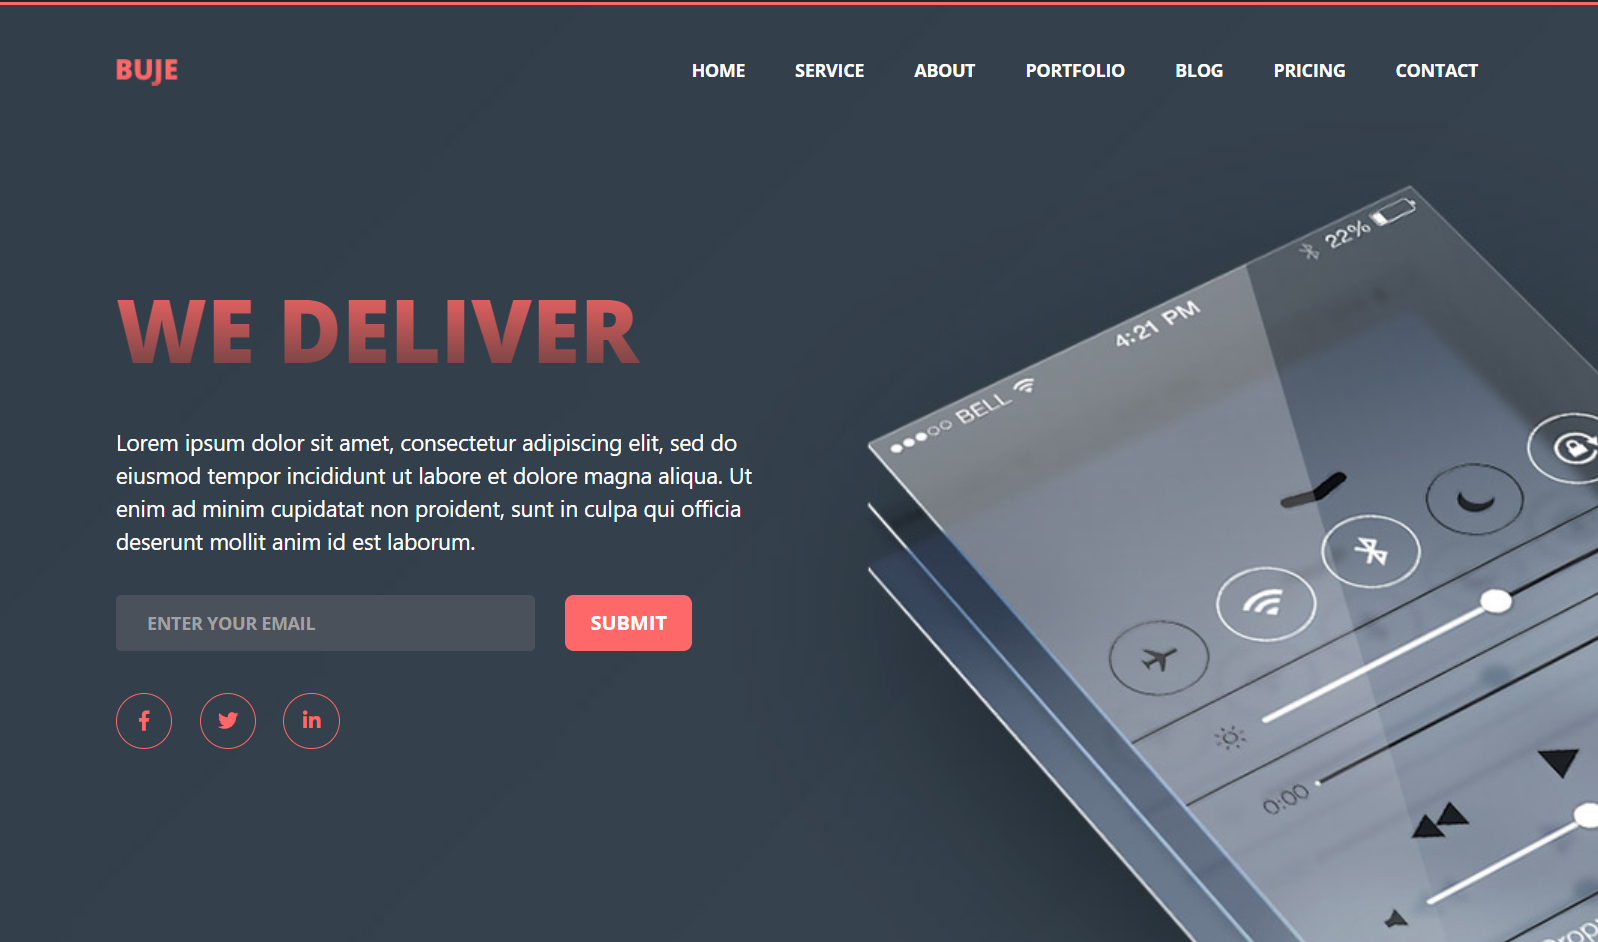 BUJE
HOME SERVICE ABOUT PORTFOLIO BLOG PRICING CONTACT
WE DELIVER
Lorem ipsum dolor sit amet, consectetur adipiscing elit, sed do
eiusmod tempor incididunt ut labore et dolore magna aliqua. Ut
enim ad minim cupidatat non proident, sunt in culpa qui officia
deserunt mollit anim id est laborum.
ENTER YOUR EMAIL
SUBMIT
22%
4:21 PM
BELL
0:00